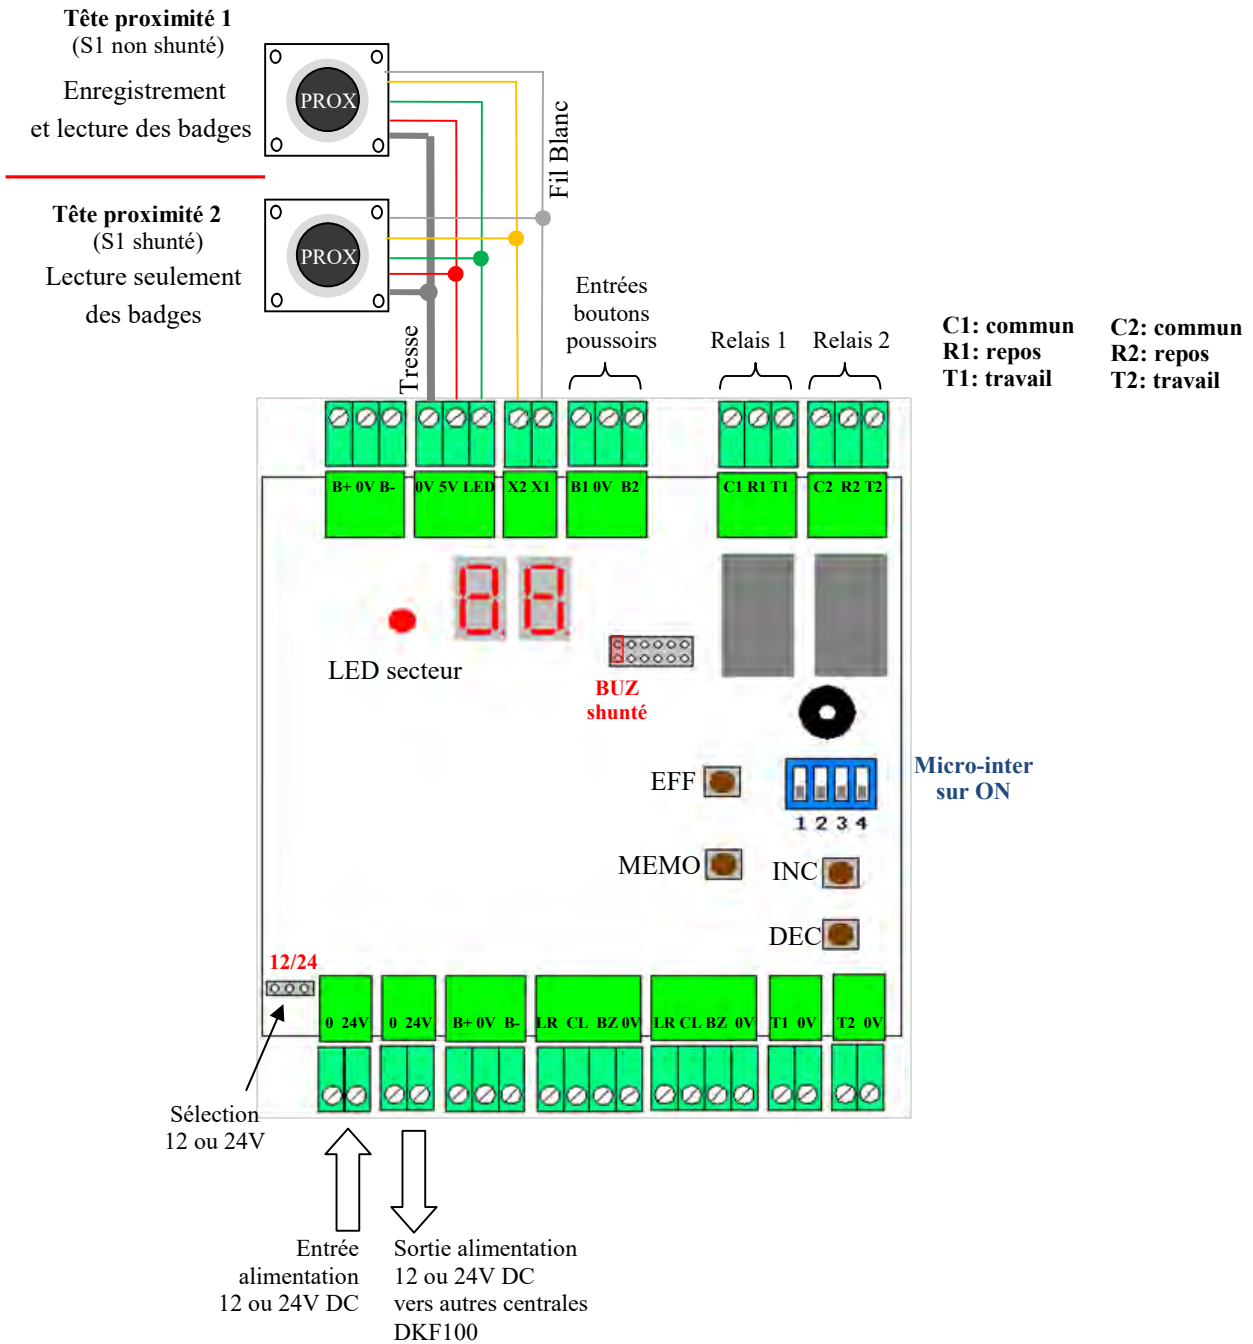 Tête proximité 1
(S1 non shunté)
Enregistrement
et lecture des badges
PROX
Fil Blanc
Tête proximité 2
(S1 shunté)
Lecture seulement
des badges
PROX
Tresse
Entrées
boutons
poussoirs
Relais 1
Relais 2
C1: commun
R1: repos
T1: travail
C2: commun
R2: repos
T2: travail
B+ 0V B-
0V 5V LED
X2 X1
B1 0V B2
C1 R1 T1
C2 R2 T2
88
LED secteur
BUZ
shunté
EFF
Micro-inter
sur ON
1 2 3 4
MEMO
INC
DEC
12/24
0 24V
0 24V
B+ 0V B-
LR CL BZ 0V
LR CL BZ 0V
T1 0V
T2 0V
Sélection
12 ou 24V
Entrée
alimentation
12 ou 24V DC
Sortie alimentation
12 ou 24V DC
vers autres centrales
DKF100